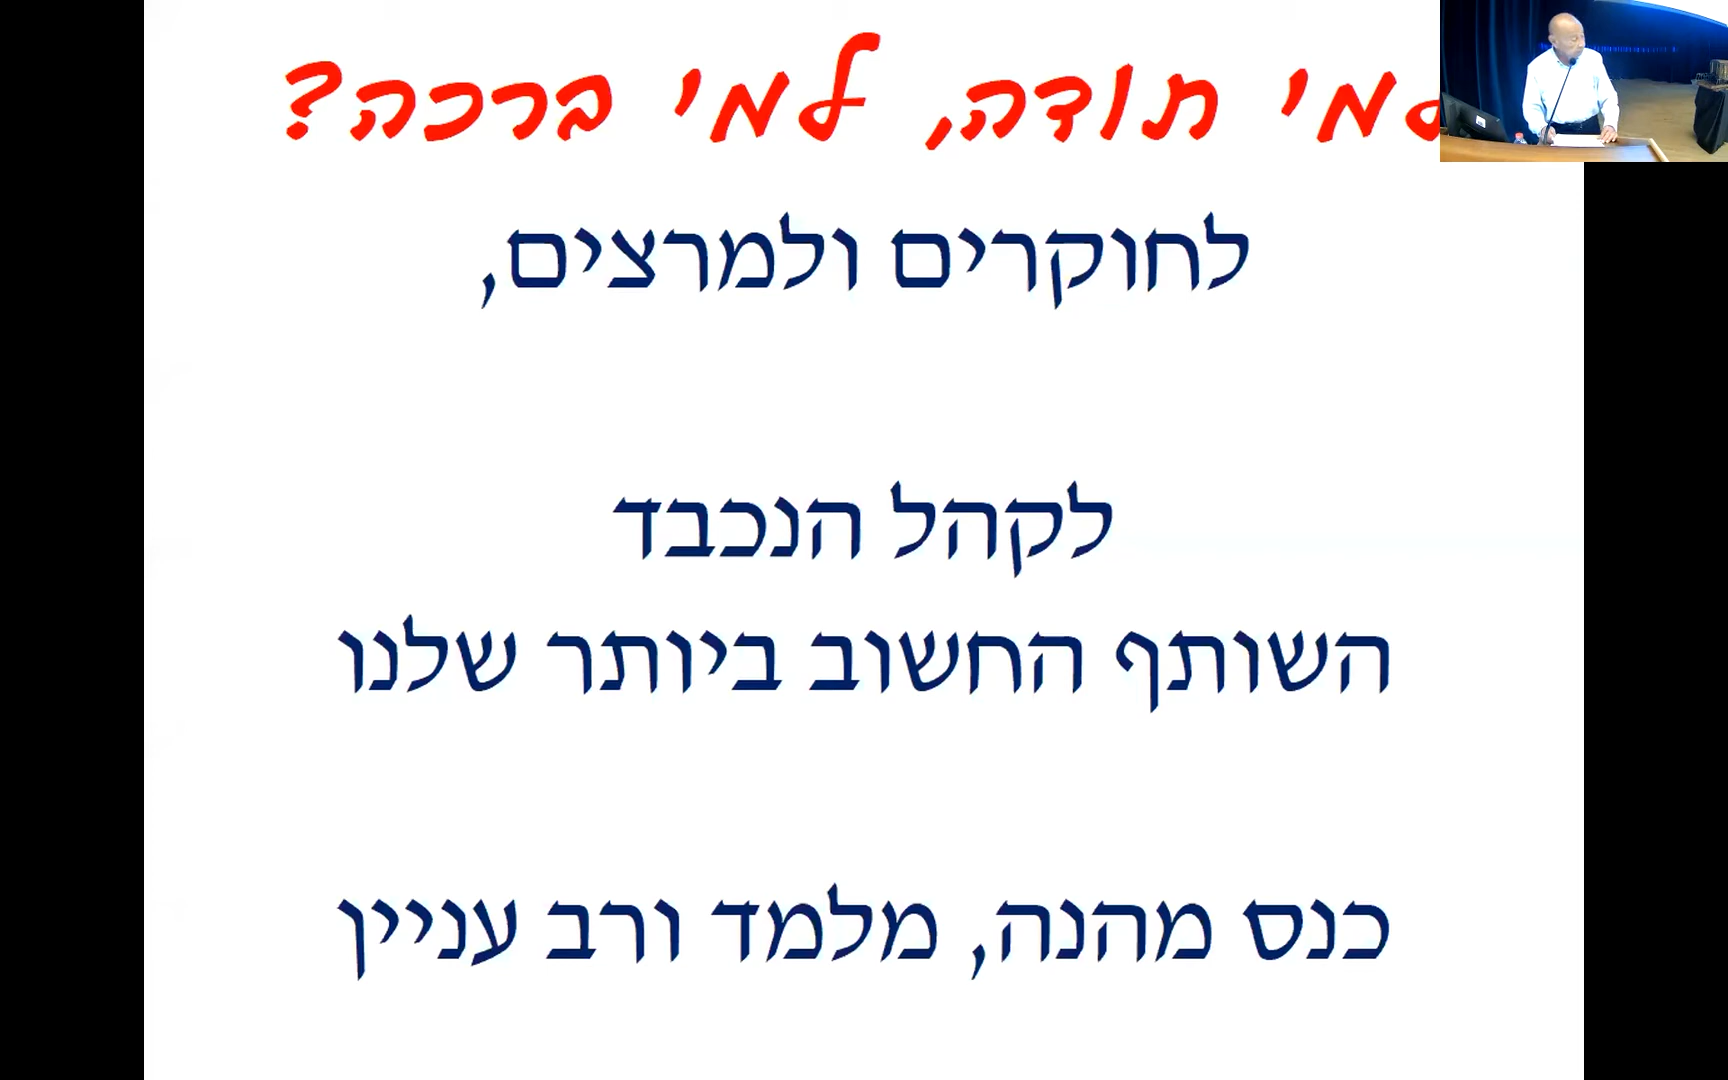 למי תודה, למי ברכה?
לחוקרים ולמרצים,
לקהל הנכבד
השותף החשוב ביותר שלנו
כנס מהנה, מלמד ורב עניין